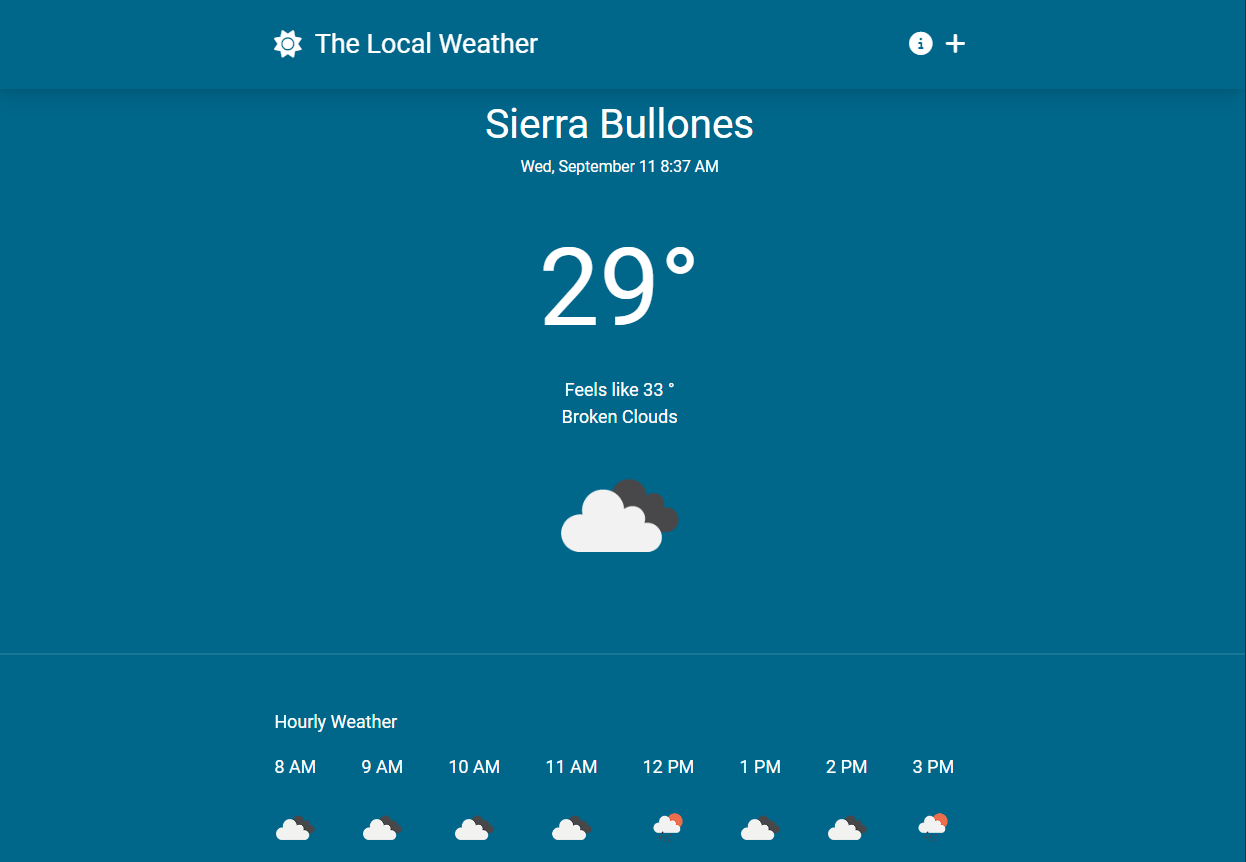 The Local Weather
Sierra Bullones
Wed, September 11 8:37 AM
29°
Feels like 33 °
Broken Clouds
Hourly Weather
8 AM 9 AM 10 AM 11 AM 12 PM 1 PM 2 PM 3 PM